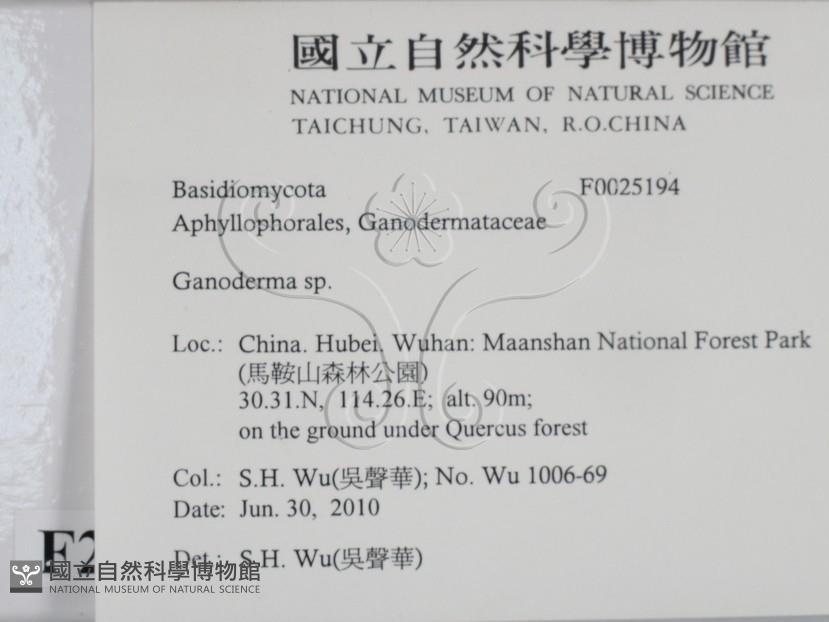 國立自然科學博物館
NATIONAL MUSEUM OF NATURAL SCIENCE
TAICHUNG, TAIWAN, R.O.CHINA
Basidiomycota F0025194
Aphyllophorales, Ganodermataceae
Ganoderma sp.
Loc.: China. Hubei. Wuhan: Maanshan National Forest Park
(馬鞍山森林公園)
30.31.N, 114.26.E; alt. 90m;
on the ground under Quercus forest
Col.: S.H. Wu(吳聲華); No. Wu 1006-69
Date: Jun. 30, 2010
Det.: S.H. Wu(吳聲華)
國立自然科學博物館
NATIONAL MUSEUM OF NATURAL SCIENCE